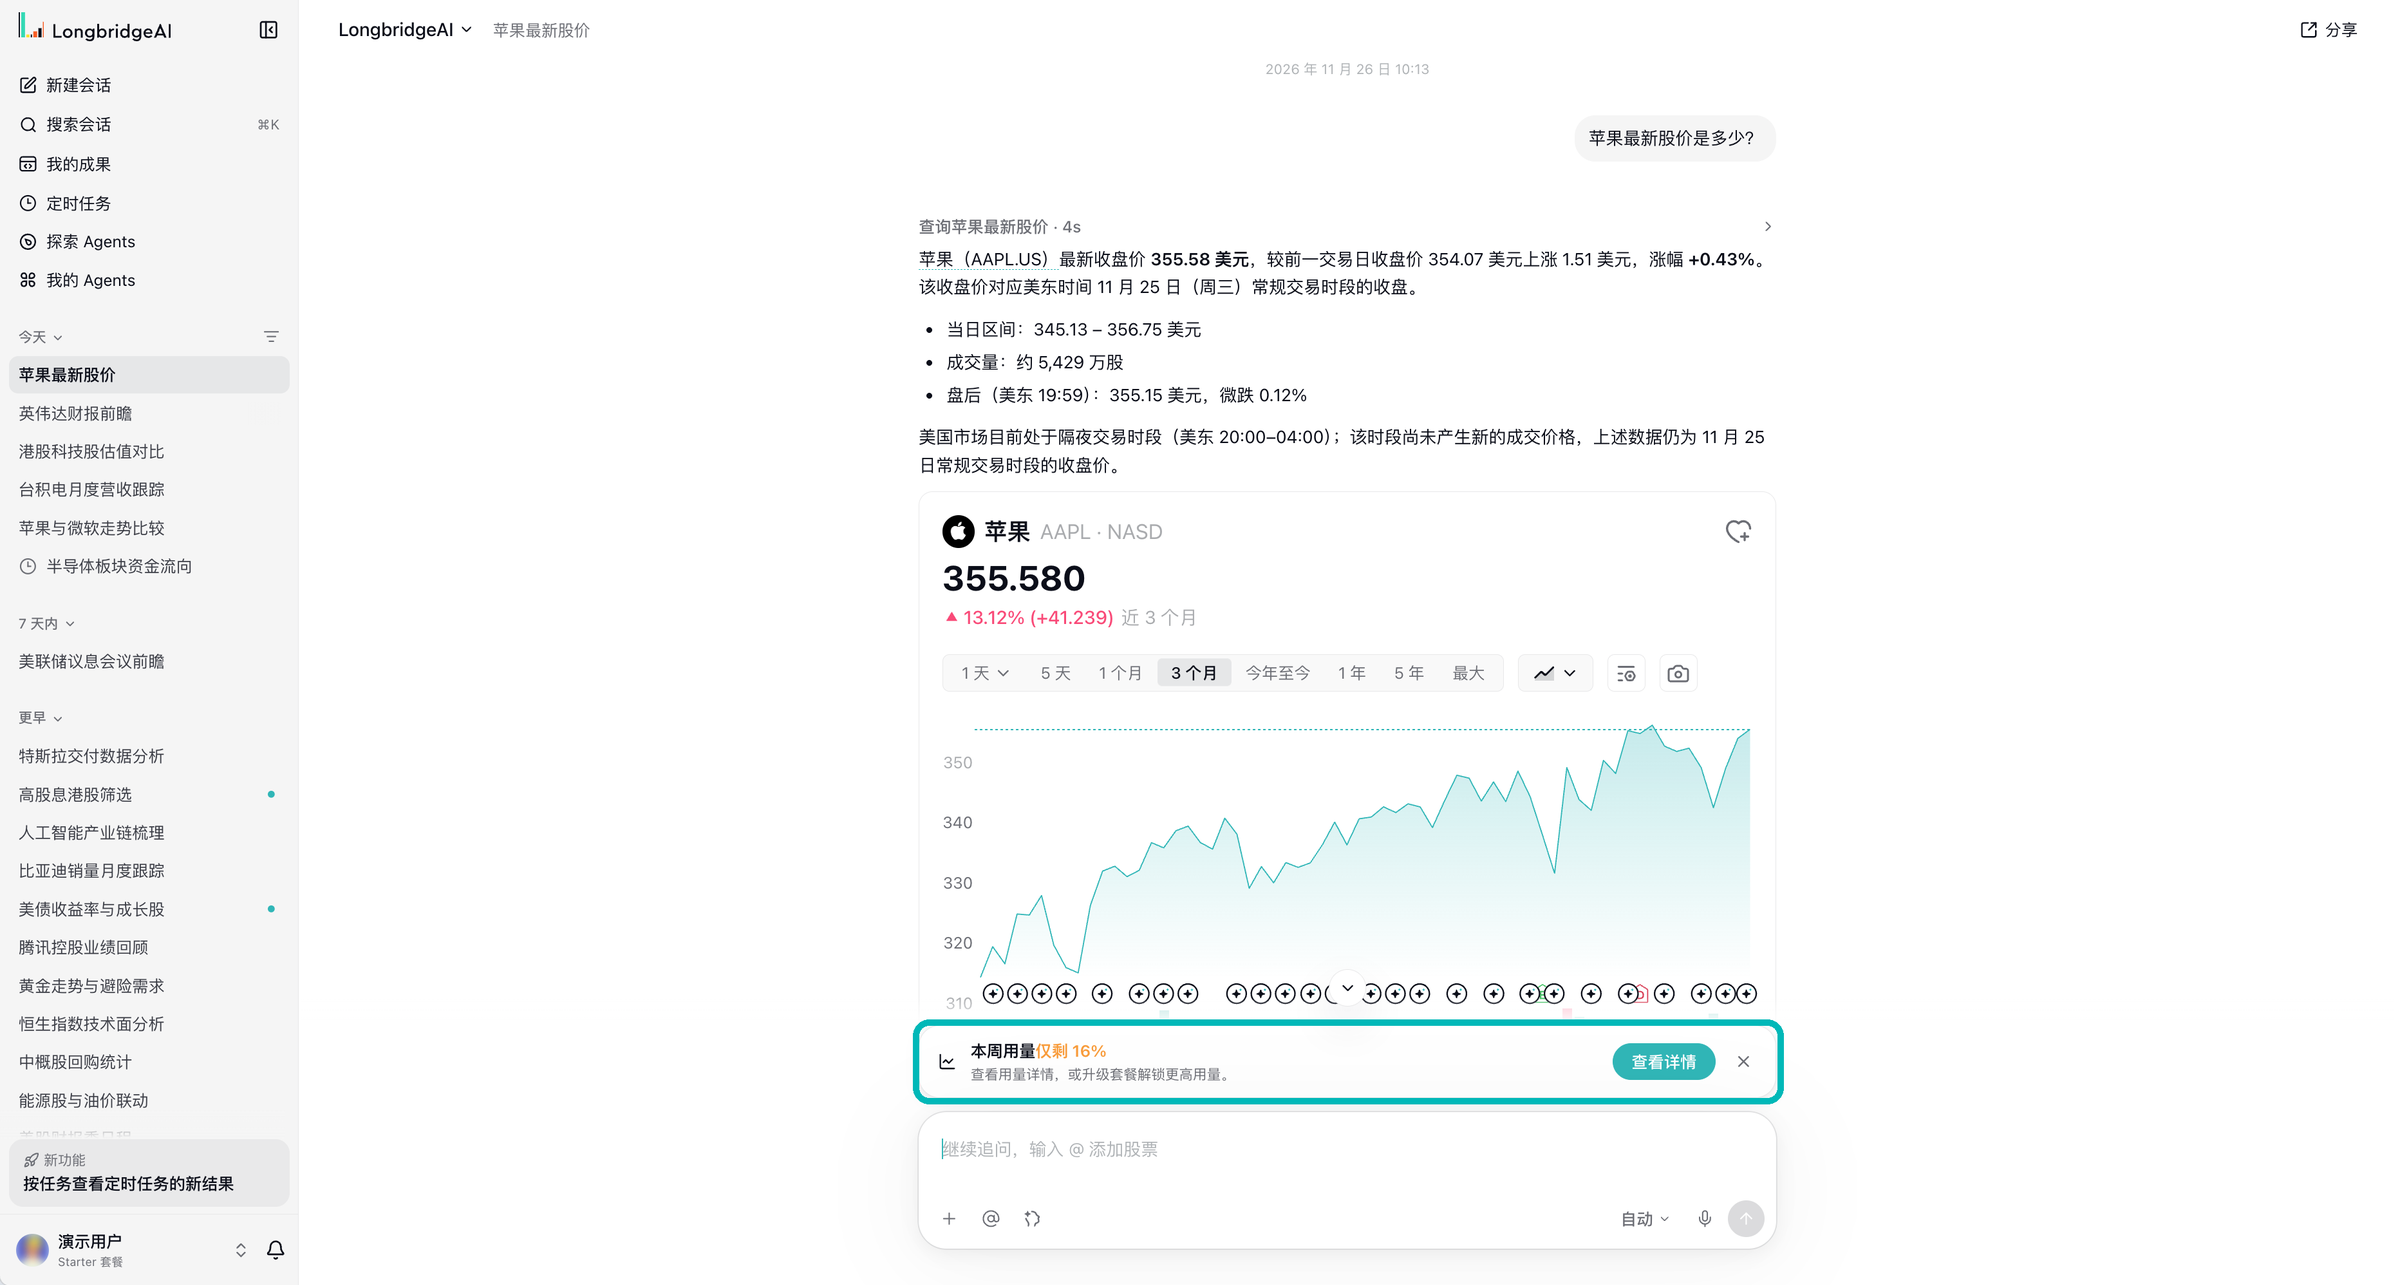 LongbridgeAI
新建会话
搜索会话 ⌘K
我的成果
定时任务
探索 Agents
我的 Agents
今天
苹果最新股价
英伟达财报前瞻
港股科技股估值对比
台积电月度营收跟踪
苹果与微软走势比较
半导体板块资金流向
7 天内
美联储议息会议前瞻
更早
特斯拉交付数据分析
高股息港股筛选
人工智能产业链梳理
比亚迪销量月度跟踪
美债收益率与成长股
腾讯控股业绩回顾
黄金走势与避险需求
恒生指数技术面分析
中概股回购统计
能源股与油价联动
新功能
按任务查看定时任务的新结果
演示用户
Starter 套餐
LongbridgeAI 苹果最新股价
分享
2026 年 11 月 26 日 10:13
苹果最新股价是多少?
查询苹果最新股价 · 4s
苹果（AAPL.US）最新收盘价 355.58 美元，较前一交易日收盘价 354.07 美元上涨 1.51 美元，涨幅 +0.43%。
该收盘价对应美东时间 11 月 25 日（周三）常规交易时段的收盘。
• 当日区间：345.13 – 356.75 美元
• 成交量：约 5,429 万股
• 盘后（美东 19:59）：355.15 美元，微跌 0.12%
美国市场目前处于隔夜交易时段（美东 20:00–04:00）；该时段尚未产生新的成交价格，上述数据仍为 11 月 25
日常规交易时段的收盘价。
苹果 AAPL · NASD
355.580
13.12% (+41.239) 近 3 个月
1 天 5 天 1 个月 3 个月 今年至今 1 年 5 年 最大
350
340
330
320
310
本周用量仅剩 16%
查看用量详情，或升级套餐解锁更高用量。
查看详情
继续追问，输入 @ 添加股票
自动